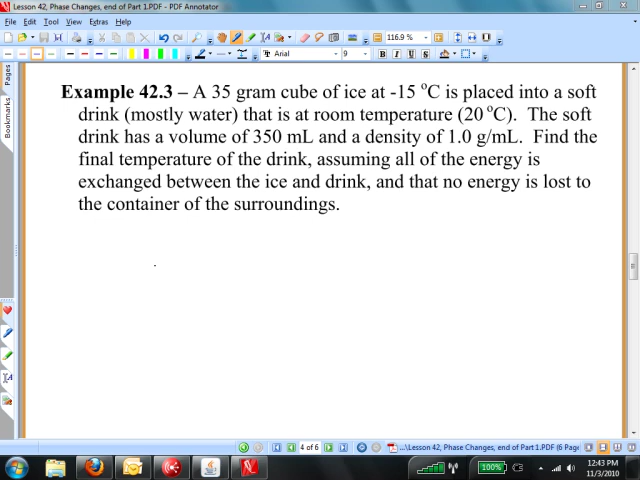 Lesson 42, Phase Changes, end of Part 1.PDF - PDF Annotator
File Edit Tool View Extras Help
116.9 %
Arial 9 B I U S
Pages
Bookmarks
Example 42.3 – A 35 gram cube of ice at -15 °C is placed into a soft
drink (mostly water) that is at room temperature (20 °C). The soft
drink has a volume of 350 mL and a density of 1.0 g/mL. Find the
final temperature of the drink, assuming all of the energy is
exchanged between the ice and drink, and that no energy is lost to
the container of the surroundings.
4 of 6 ...\Lesson 42, Phase Changes, end of Part 1.PDF (6 Page
100% 12:43 PM
11/3/2010